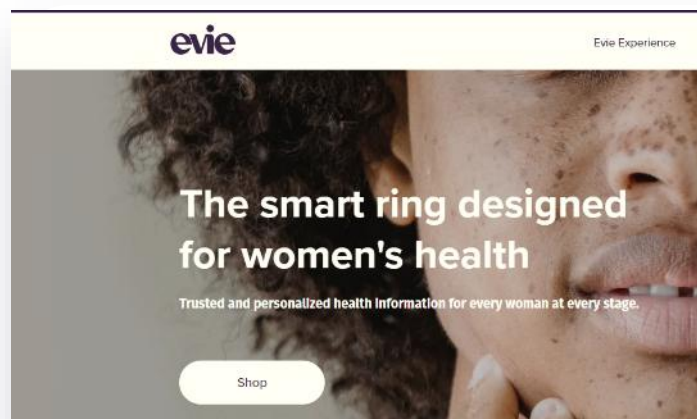 evie
Evie Experience
The smart ring designed
for women's health
Trusted and personalized health information for every woman at every stage.
Shop